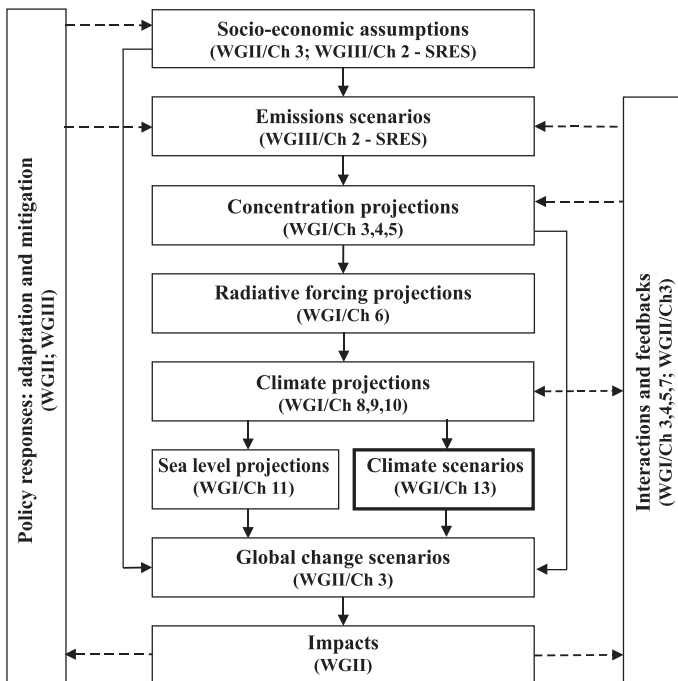 Socio-economic assumptions
(WGII/Ch 3; WGIII/Ch 2 - SRES)
Emissions scenarios
(WGIII/Ch 2 - SRES)
Concentration projections
(WGI/Ch 3,4,5)
Radiative forcing projections
(WGI/Ch 6)
Climate projections
(WGI/Ch 8,9,10)
Sea level projections
(WGI/Ch 11)
Climate scenarios
(WGI/Ch 13)
Global change scenarios
(WGII/Ch 3)
Impacts
(WGII)
Policy responses: adaptation and mitigation
(WGII; WGIII)
Interactions and feedbacks
(WGI/Ch 3,4,5,7; WGII/Ch3)